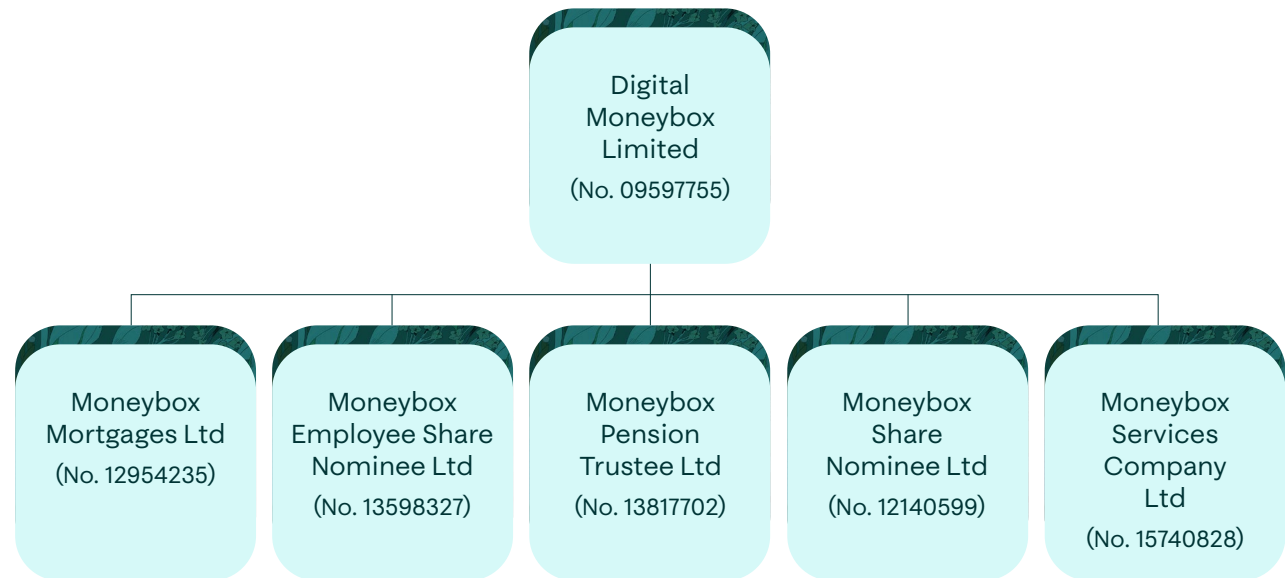 Digital
Moneybox
Limited
(No. 09597755)
Moneybox
Mortgages Ltd
(No. 12954235)
Moneybox
Employee Share
Nominee Ltd
(No. 13598327)
Moneybox
Pension
Trustee Ltd
(No. 13817702)
Moneybox
Share
Nominee Ltd
(No. 12140599)
Moneybox
Services
Company
Ltd
(No. 15740828)